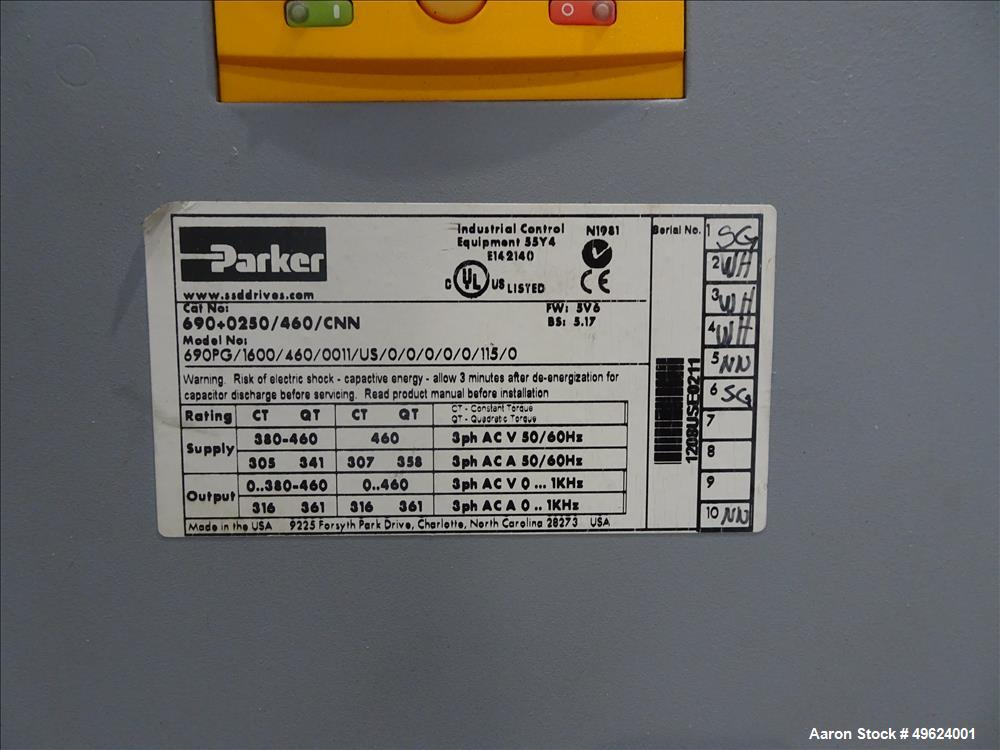 Parker
www.ssddrives.com
Industrial Control
Equipment 55Y4
E142140
N1981
C UL US LISTED
CE
Cat No:
690+0250/460/CNN
FW: 5V6
BS: 5.17
Model No:
690PG/1600/460/0011/US/0/0/0/0/0/115/0
Warning. Risk of electric shock - capactive energy - allow 3 minutes after de-energization for
capacitor discharge before servicing. Read product manual before installation
Rating CT QT CT QT CT - Constant Torque
QT - Quadratic Torque
Supply 380-460 460 3ph AC V 50/60Hz
305 341 307 358 3ph AC A 50/60Hz
Output 0..380-460 0..460 3ph AC V 0 ... 1KHz
316 361 316 361 3ph AC A 0 .. 1KHz
Made in the USA 9225 Forsyth Park Drive, Charlotte, North Carolina 28273 USA
Serial No.
1208USE0211
1 SG
2 WH
3 WH
4 WH
5 NN
6 SG
7
8
9
10 NN
Aaron Stock # 49624001